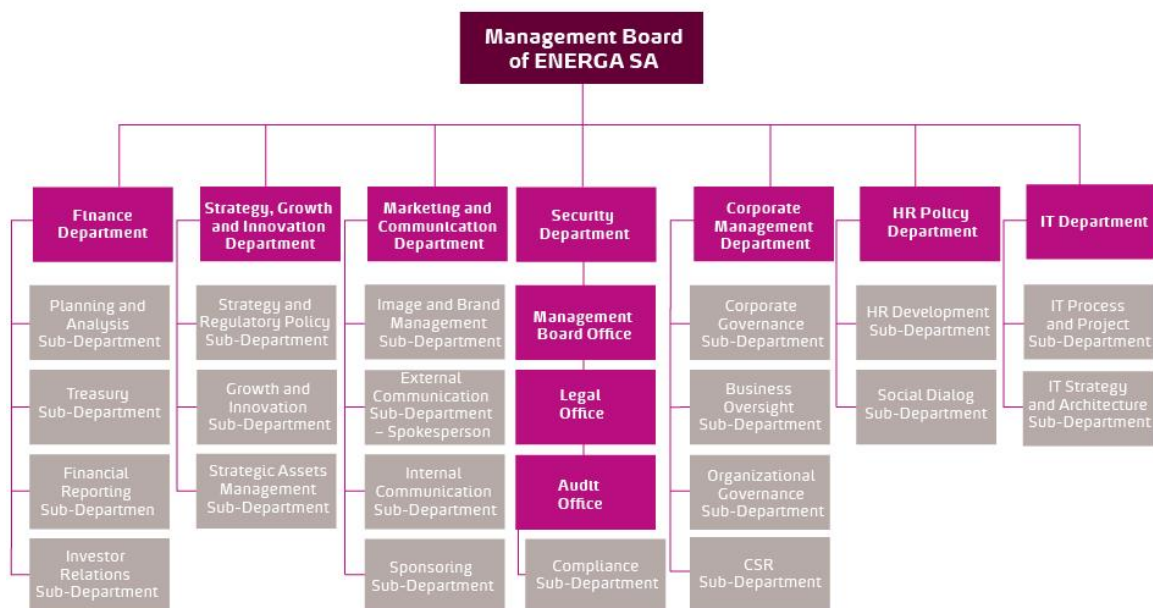 Management Board
of ENERGA SA
Finance
Department
Strategy, Growth
and Innovation
Department
Marketing and
Communication
Department
Security
Department
Corporate
Management
Department
HR Policy
Department
IT Department
Planning and
Analysis
Sub-Department
Strategy and
Regulatory Policy
Sub-Department
Image and Brand
Management
Sub-Department
Management
Board Office
Corporate
Governance
Sub-Department
HR Development
Sub-Department
IT Process
and Project
Sub-Department
Treasury
Sub-Department
Growth and
Innovation
Sub-Department
External
Communication
Sub-Department
– Spokesperson
Legal
Office
Business
Oversight
Sub-Department
Social Dialog
Sub-Department
IT Strategy
and Architecture
Sub-Department
Financial
Reporting
Sub-Departmen
Strategic Assets
Management
Sub-Department
Internal
Communication
Sub-Department
Audit
Office
Organizational
Governance
Sub-Department
Investor
Relations
Sub-Department
Sponsoring
Sub-Department
Compliance
Sub-Department
CSR
Sub-Department